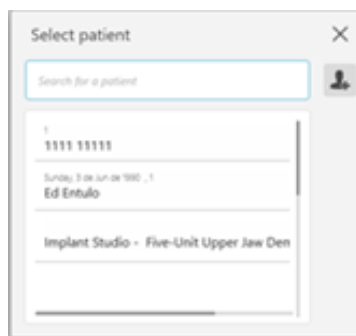 Select patient
Search for a patient
1
1111 11111
Sunday, 3 de Jun de 1990 , 1
Ed Entulo
Implant Studio - Five-Unit Upper Jaw Den